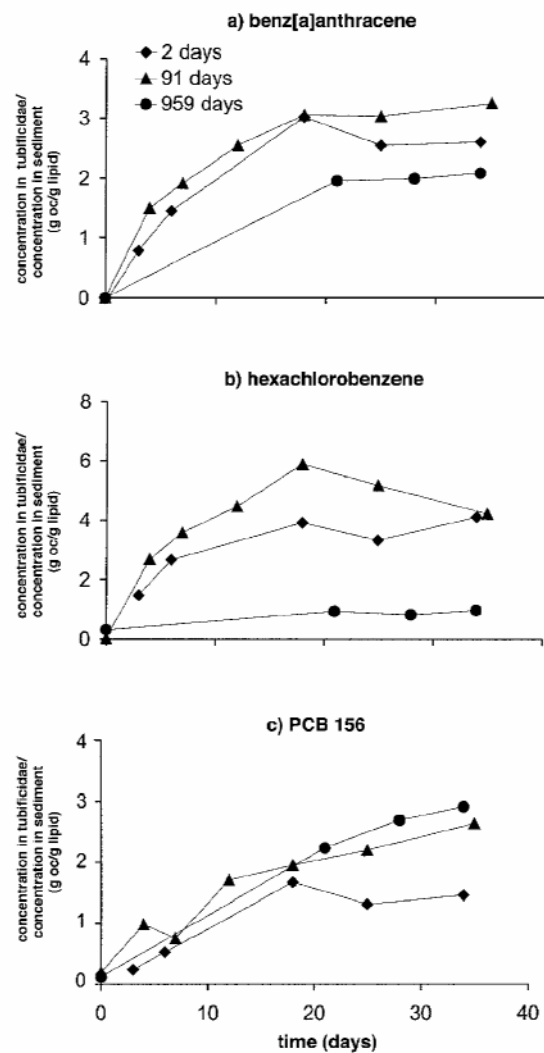 a) benz[a]anthracene
concentration in tubificidae/
concentration in sediment
(g oc/g lipid)
4
3
2
1
0
2 days
91 days
959 days
b) hexachlorobenzene
concentration in tubificidae/
concentration in sediment
(g oc/g lipid)
8
6
4
2
0
c) PCB 156
concentration in tubificidae/
concentration in sediment
(g oc/g lipid)
4
3
2
1
0
0 10 20 30 40
time (days)